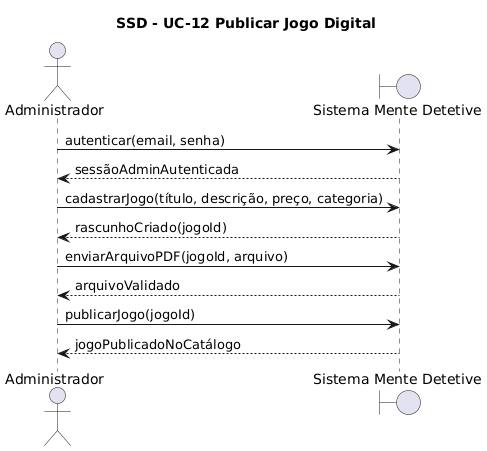 SSD - UC-12 Publicar Jogo Digital
Administrador
Sistema Mente Detetive
autenticar(email, senha)
sessãoAdminAutenticada
cadastrarJogo(título, descrição, preço, categoria)
rascunhoCriado(jogoId)
enviarArquivoPDF(jogoId, arquivo)
arquivoValidado
publicarJogo(jogoId)
jogoPublicadoNoCatálogo
Administrador
Sistema Mente Detetive